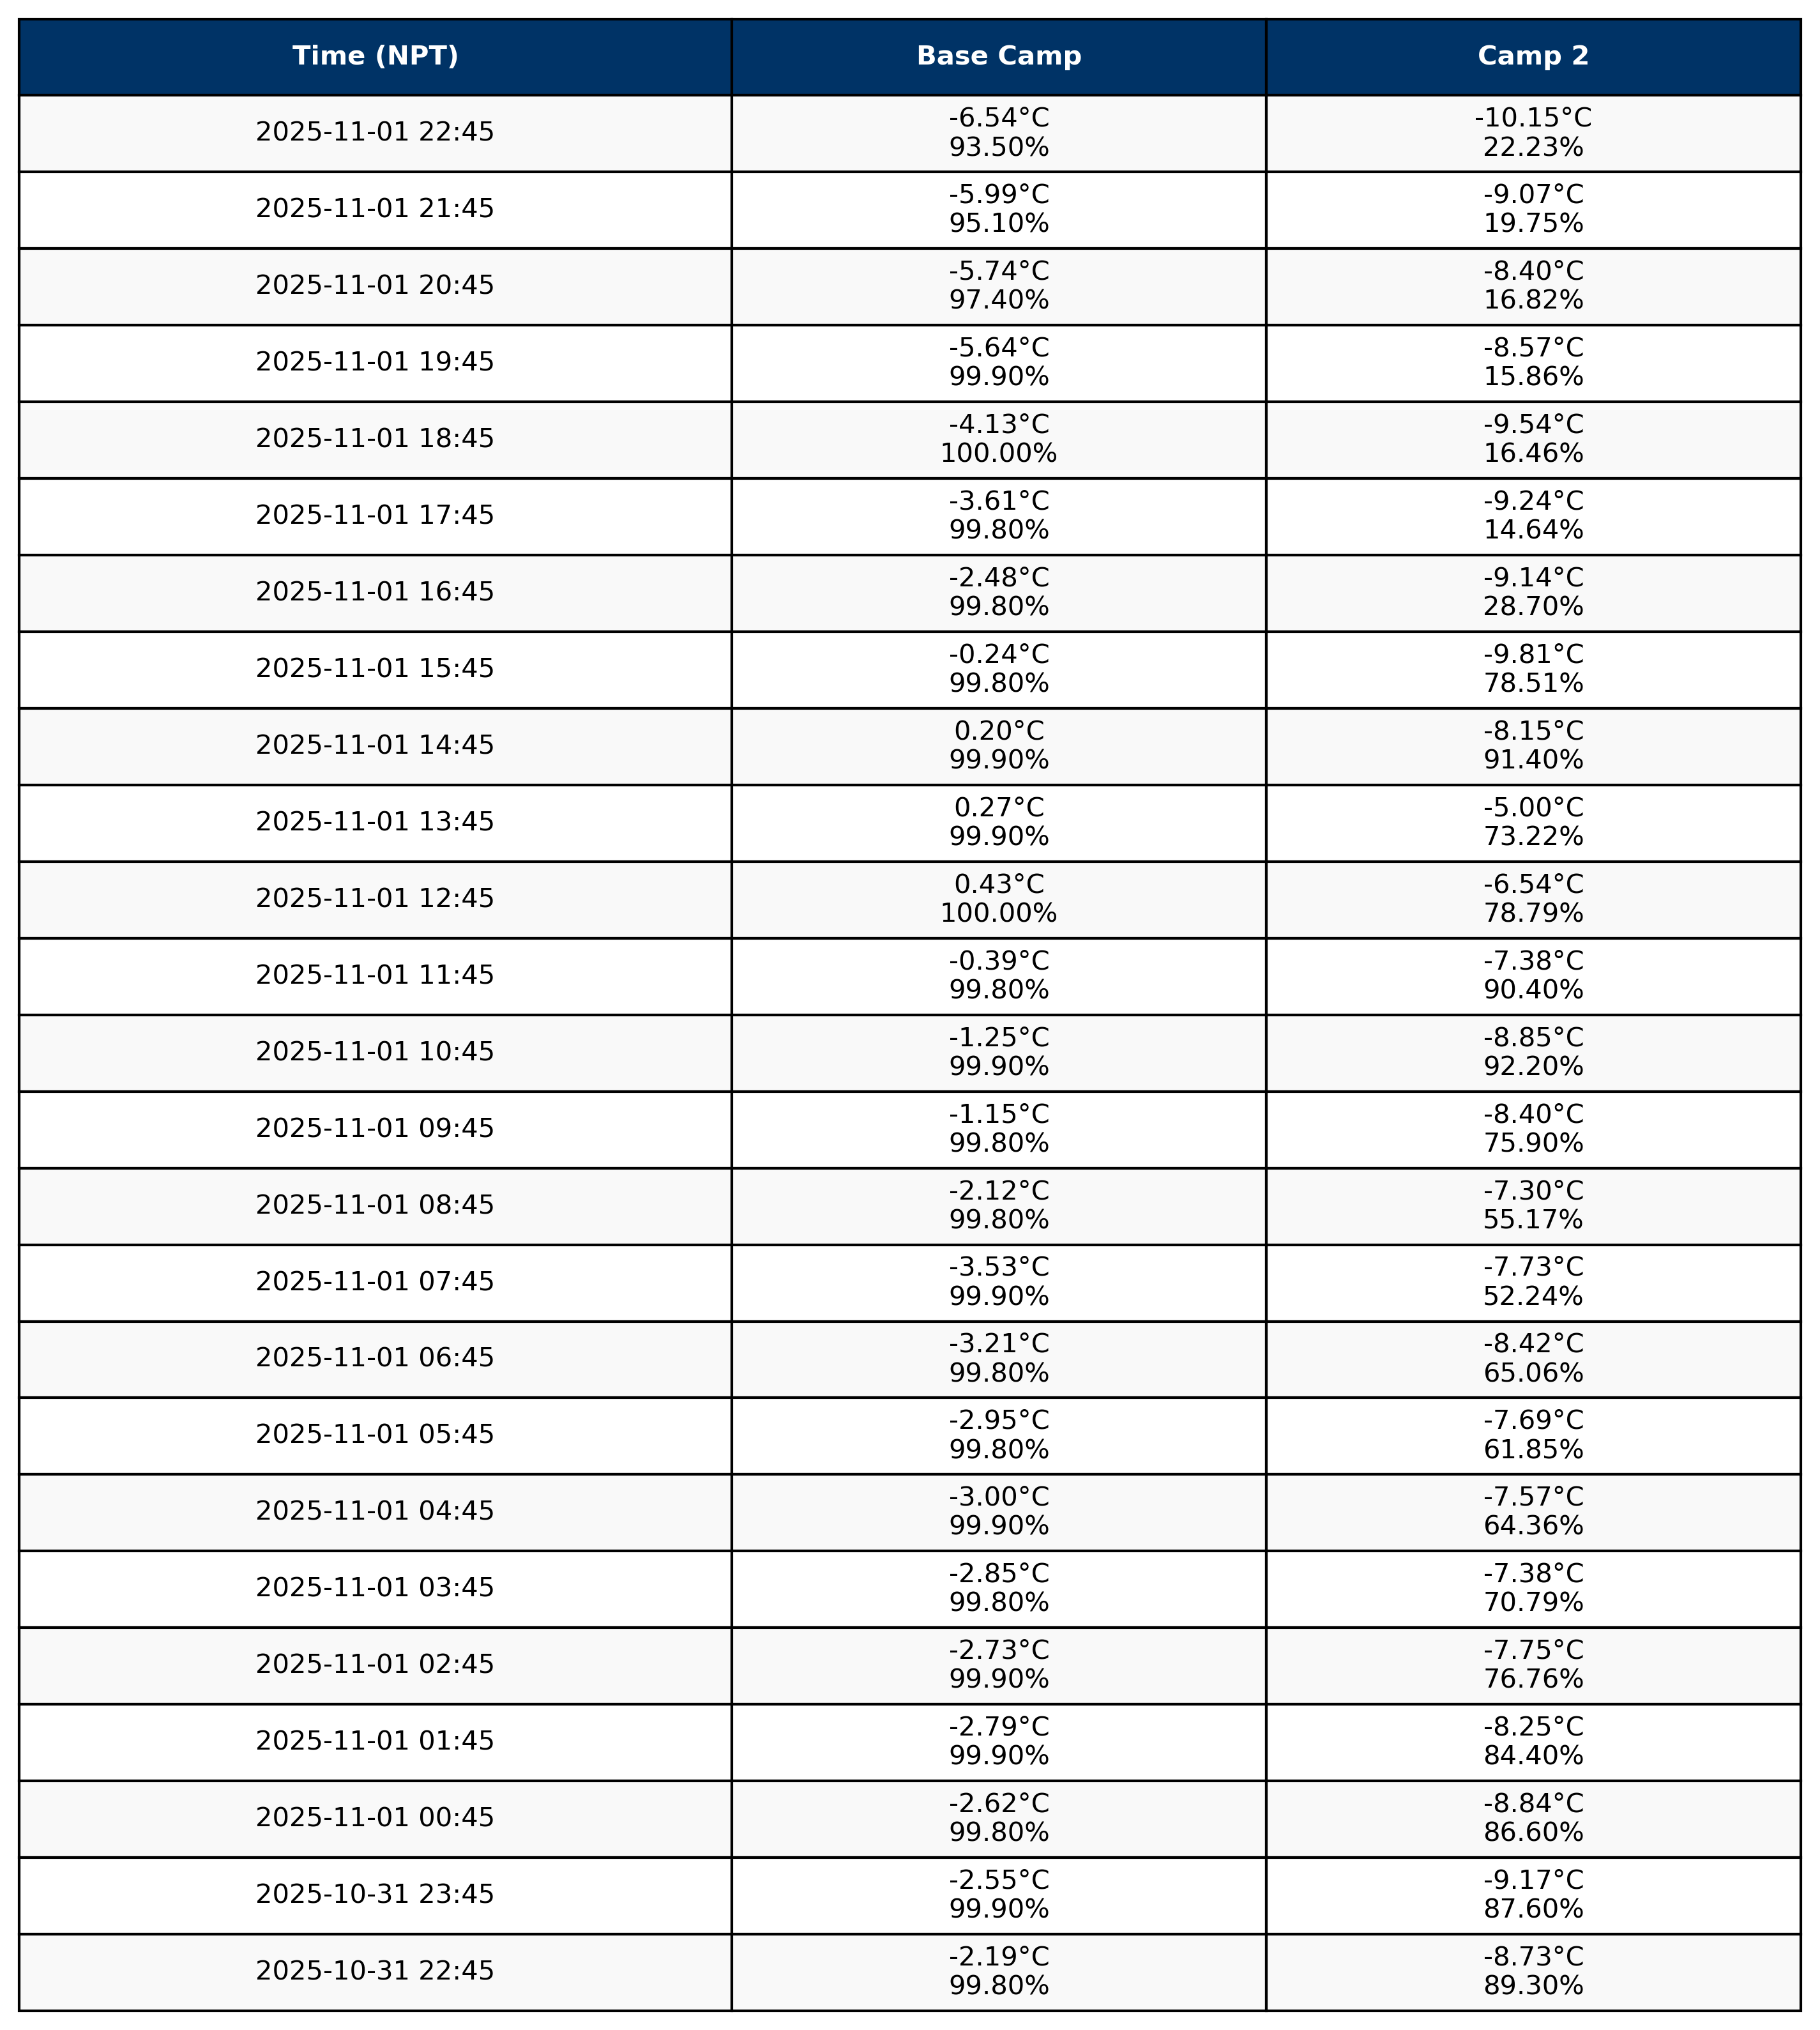 Time (NPT) Base Camp Camp 2
2025-11-01 22:45 -6.54°C -10.15°C
93.50% 22.23%
2025-11-01 21:45 -5.99°C -9.07°C
95.10% 19.75%
2025-11-01 20:45 -5.74°C -8.40°C
97.40% 16.82%
2025-11-01 19:45 -5.64°C -8.57°C
99.90% 15.86%
2025-11-01 18:45 -4.13°C -9.54°C
100.00% 16.46%
2025-11-01 17:45 -3.61°C -9.24°C
99.80% 14.64%
2025-11-01 16:45 -2.48°C -9.14°C
99.80% 28.70%
2025-11-01 15:45 -0.24°C -9.81°C
99.80% 78.51%
2025-11-01 14:45 0.20°C -8.15°C
99.90% 91.40%
2025-11-01 13:45 0.27°C -5.00°C
99.90% 73.22%
2025-11-01 12:45 0.43°C -6.54°C
100.00% 78.79%
2025-11-01 11:45 -0.39°C -7.38°C
99.80% 90.40%
2025-11-01 10:45 -1.25°C -8.85°C
99.90% 92.20%
2025-11-01 09:45 -1.15°C -8.40°C
99.80% 75.90%
2025-11-01 08:45 -2.12°C -7.30°C
99.80% 55.17%
2025-11-01 07:45 -3.53°C -7.73°C
99.90% 52.24%
2025-11-01 06:45 -3.21°C -8.42°C
99.80% 65.06%
2025-11-01 05:45 -2.95°C -7.69°C
99.80% 61.85%
2025-11-01 04:45 -3.00°C -7.57°C
99.90% 64.36%
2025-11-01 03:45 -2.85°C -7.38°C
99.80% 70.79%
2025-11-01 02:45 -2.73°C -7.75°C
99.90% 76.76%
2025-11-01 01:45 -2.79°C -8.25°C
99.90% 84.40%
2025-11-01 00:45 -2.62°C -8.84°C
99.80% 86.60%
2025-10-31 23:45 -2.55°C -9.17°C
99.90% 87.60%
2025-10-31 22:45 -2.19°C -8.73°C
99.80% 89.30%